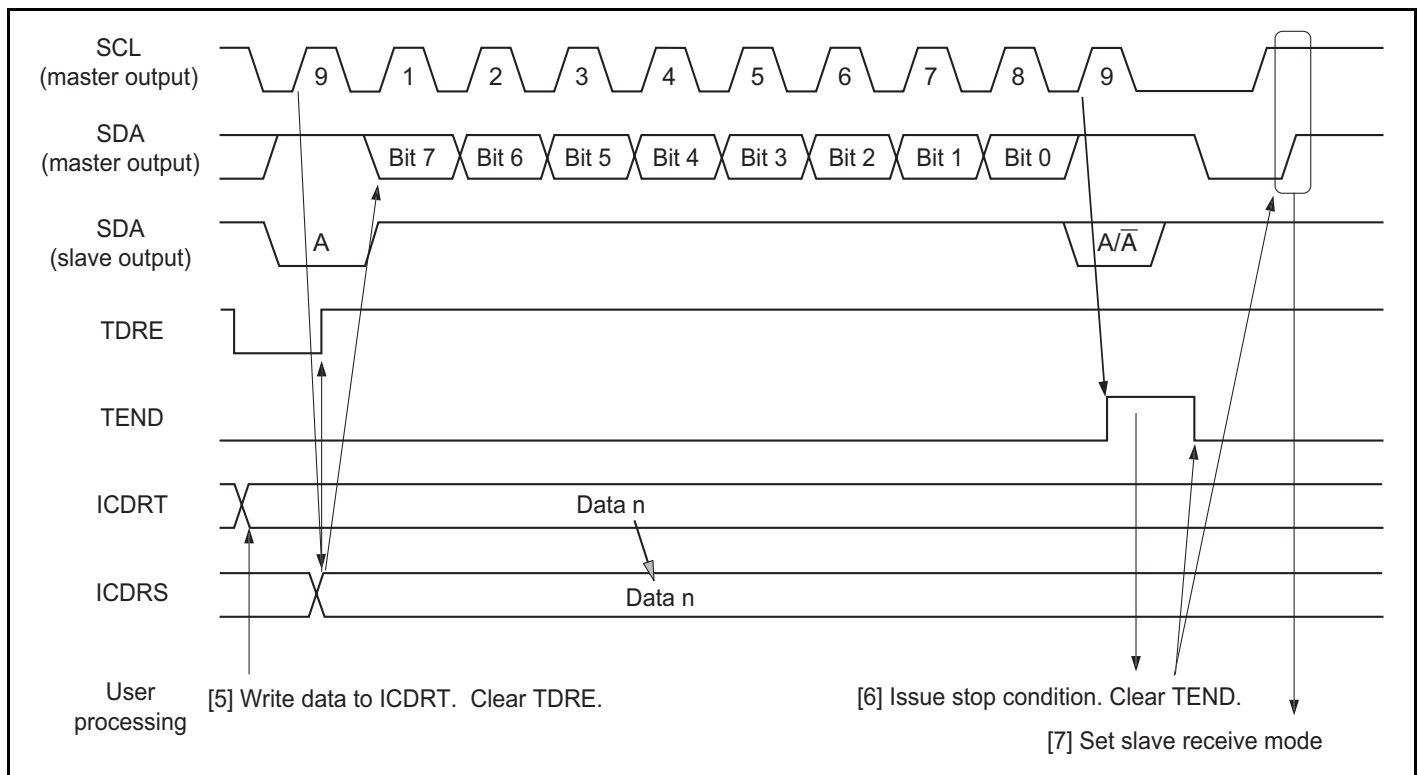 SCL
(master output)
9 1 2 3 4 5 6 7 8 9
SDA
(master output)
Bit 7 Bit 6 Bit 5 Bit 4 Bit 3 Bit 2 Bit 1 Bit 0
SDA
(slave output)
A A/A̅
TDRE
TEND
ICDRT
Data n
ICDRS
Data n
User
processing
[5] Write data to ICDRT. Clear TDRE.
[6] Issue stop condition. Clear TEND.
[7] Set slave receive mode